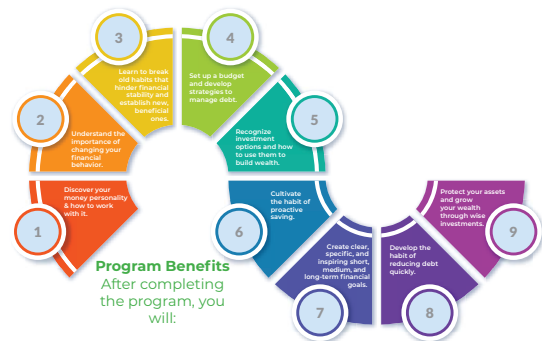 1
Discover your
money personality
& how to work
with it.
2
Understand the
importance of
changing your
financial
behavior.
3
Learn to break
old habits that
hinder financial
stability and
establish new,
beneficial
ones.
4
Set up a budget
and develop
strategies to
manage debt.
5
Recognize
investment
options and how
to use them to
build wealth.
6
Cultivate
the habit of
proactive
saving.
7
Create clear,
specific, and
inspiring short,
medium, and
long-term financial
goals.
8
Develop the
habit of
reducing debt
quickly.
9
Protect your assets
and grow
your wealth
through wise
investments.
Program Benefits
After completing
the program, you
will: